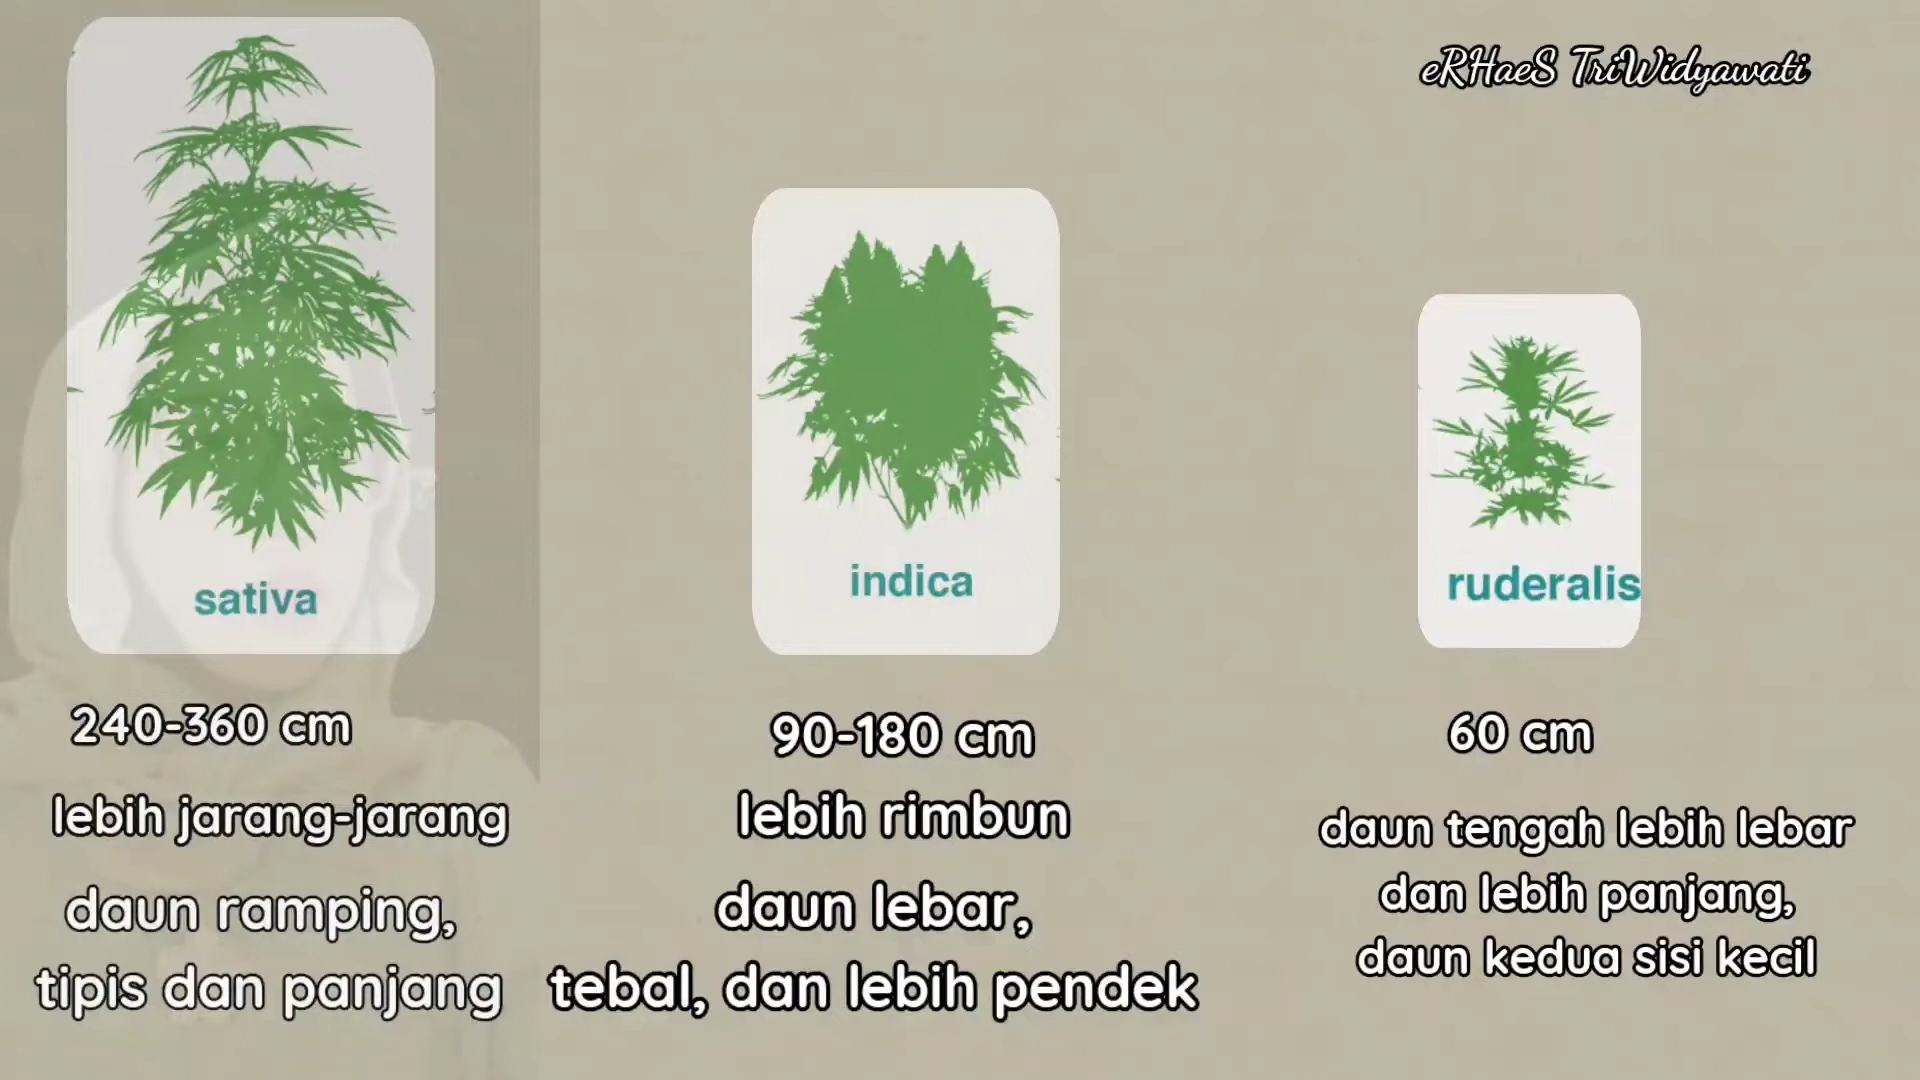 eRHaeS TriWidyawati
sativa
240-360 cm
lebih jarang-jarang
daun ramping,
tipis dan panjang
indica
90-180 cm
lebih rimbun
daun lebar,
tebal, dan lebih pendek
ruderalis
60 cm
daun tengah lebih lebar
dan lebih panjang,
daun kedua sisi kecil